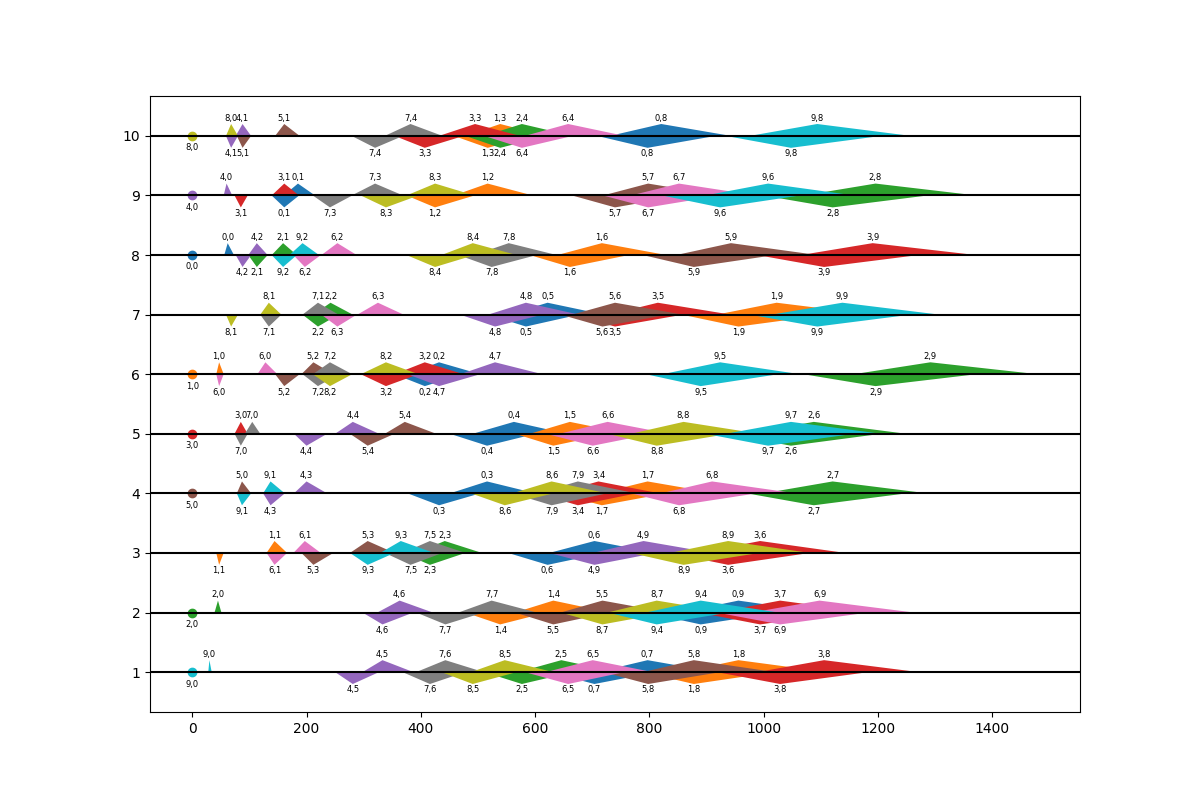 8,0 4,1 5,1 7,4 3,3 1,3 2,4 6,4 0,8 9,8
10
8,0 4,1 5,1 7,4 3,3 1,3 2,4 6,4 0,8 9,8
4,0 3,1 0,1 7,3 8,3 1,2 5,7 6,7 9,6 2,8
9
4,0 3,1 0,1 7,3 8,3 1,2 5,7 6,7 9,6 2,8
0,0 4,2 2,1 9,2 6,2 8,4 7,8 1,6 5,9 3,9
8
0,0 4,2 2,1 9,2 6,2 8,4 7,8 1,6 5,9 3,9
8,1 7,1 2,2 6,3 4,8 0,5 5,6 3,5 1,9 9,9
7
8,1 7,1 2,2 6,3 4,8 0,5 5,6 3,5 1,9 9,9
1,0 6,0 5,2 7,2 8,2 3,2 0,2 4,7 9,5 2,9
6
1,0 6,0 5,2 7,2 8,2 3,2 0,2 4,7 9,5 2,9
3,0 7,0 4,4 5,4 0,4 1,5 6,6 8,8 9,7 2,6
5
3,0 7,0 4,4 5,4 0,4 1,5 6,6 8,8 9,7 2,6
5,0 9,1 4,3 0,3 8,6 7,9 3,4 1,7 6,8 2,7
4
5,0 9,1 4,3 0,3 8,6 7,9 3,4 1,7 6,8 2,7
1,1 6,1 5,3 9,3 7,5 2,3 0,6 4,9 8,9 3,6
3
1,1 6,1 5,3 9,3 7,5 2,3 0,6 4,9 8,9 3,6
2,0 4,6 7,7 1,4 5,5 8,7 9,4 0,9 3,7 6,9
2
2,0 4,6 7,7 1,4 5,5 8,7 9,4 0,9 3,7 6,9
9,0 4,5 7,6 8,5 2,5 6,5 0,7 5,8 1,8 3,8
1
9,0 4,5 7,6 8,5 2,5 6,5 0,7 5,8 1,8 3,8
0 200 400 600 800 1000 1200 1400